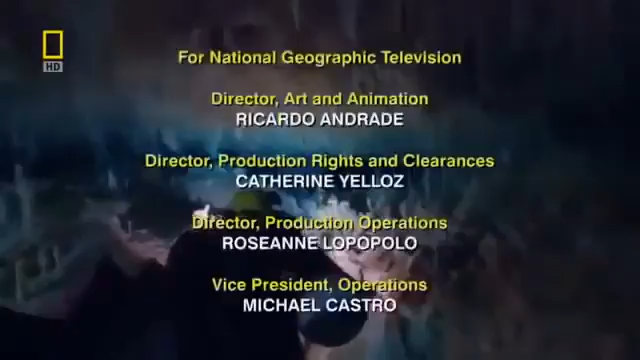 HD
For National Geographic Television
Director, Art and Animation
RICARDO ANDRADE
Director, Production Rights and Clearances
CATHERINE YELLOZ
Director, Production Operations
ROSEANNE LOPOPOLO
Vice President, Operations
MICHAEL CASTRO